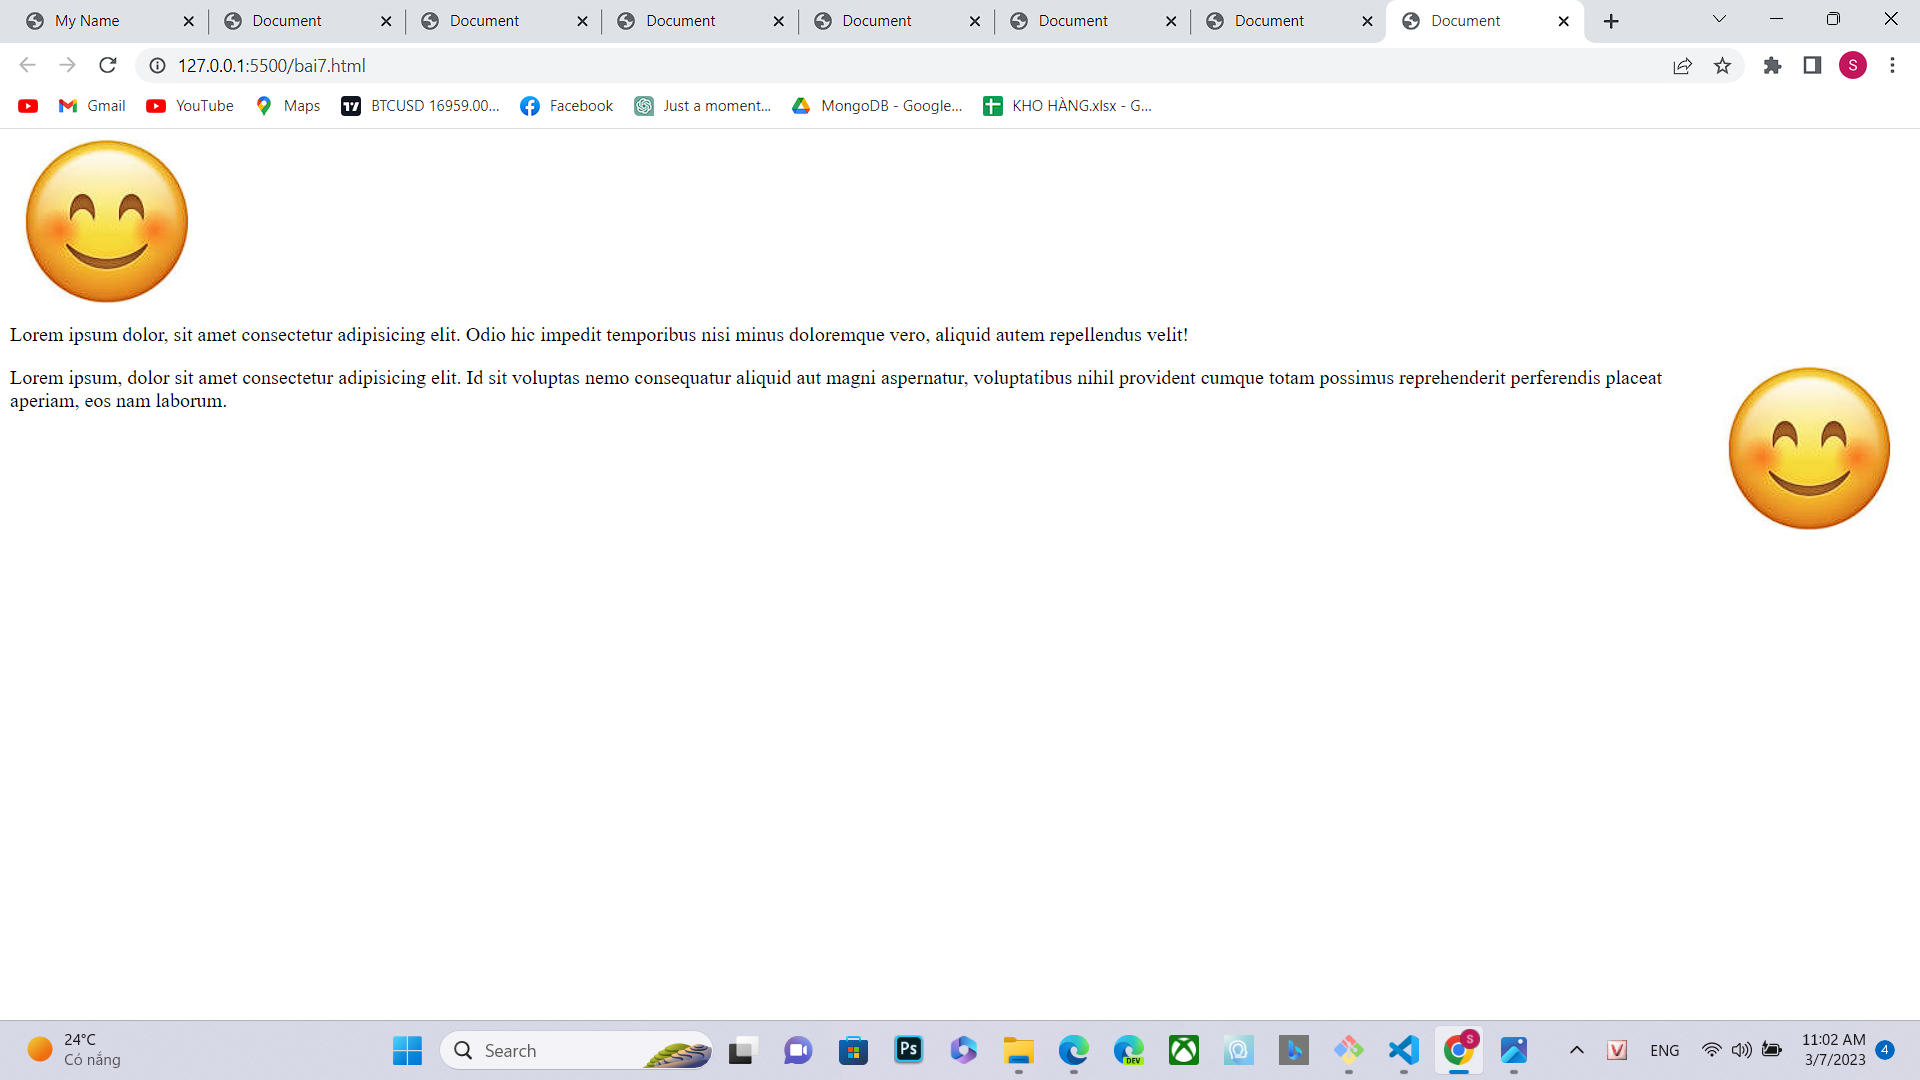 My Name Document Document Document Document Document Document Document
127.0.0.1:5500/bai7.html S
Gmail YouTube Maps BTCUSD 16959.00... Facebook Just a moment... MongoDB - Google... KHO HÀNG.xlsx - G...
Lorem ipsum dolor, sit amet consectetur adipisicing elit. Odio hic impedit temporibus nisi minus doloremque vero, aliquid autem repellendus velit!
Lorem ipsum, dolor sit amet consectetur adipisicing elit. Id sit voluptas nemo consequatur aliquid aut magni aspernatur, voluptatibus nihil provident cumque totam possimus reprehenderit perferendis placeat
aperiam, eos nam laborum.
24°C
Có nắng
Search
Ps
DEV
S
V
ENG
11:02 AM
3/7/2023
4